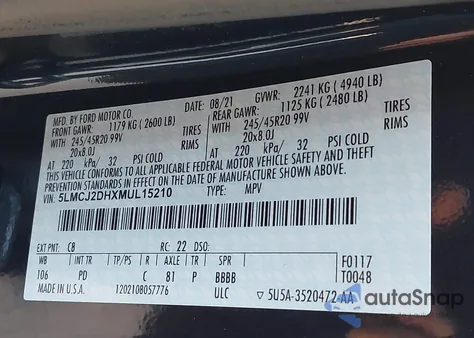 MFD. BY FORD MOTOR CO. 08/21 GVWR: 2241 KG ( 4940 LB)
FRONT GAWR: 1179 KG ( 2600 LB) REAR GAWR: 1125 KG ( 2480 LB)
WITH 245/45R20 99V TIRES WITH 245/45R20 99V TIRES
20x8.0J RIMS 20x8.0J RIMS
AT 220 kPa/ 32 PSI COLD AT 220 kPa/ 32 PSI COLD
THIS VEHICLE CONFORMS TO ALL APPLICABLE FEDERAL MOTOR VEHICLE SAFETY AND THEFT
PREVENTION STANDARDS IN EFFECT ON THE DATE OF MANUFACTURE SHOWN ABOVE.
VIN: 5LMCJ2DHXMUL15210 TYPE: MPV
EXT PNT: CB RC: 22 DSO:
WB INT TR TP/PS R AXLE TR SPR F0117
106 PD C 81 P BBBB T0048
MADE IN U.S.A. 1202108057776 ULC 5U5A-3520472-AA
autoSnap